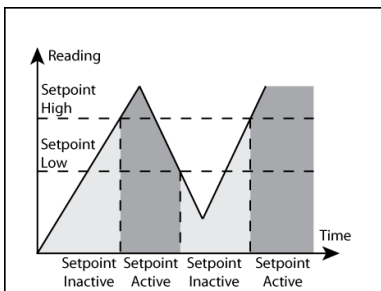 Reading
Setpoint
High
Setpoint
Low
Time
Setpoint Setpoint Setpoint Setpoint
Inactive Active Inactive Active